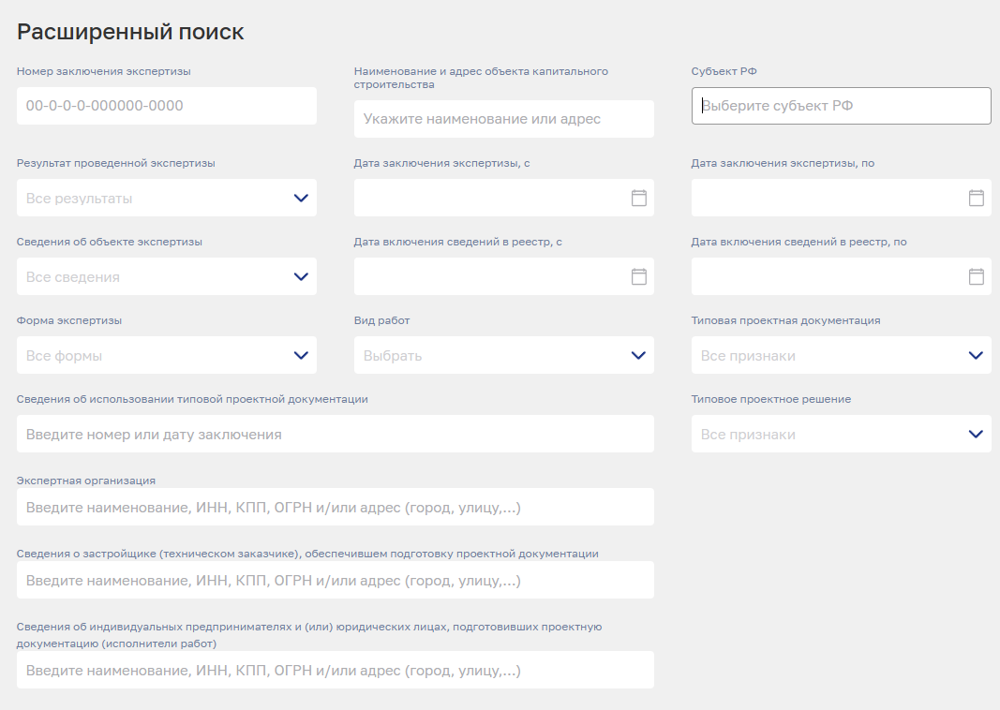 Расширенный поиск
Номер заключения экспертизы
00-0-0-0-000000-0000
Наименование и адрес объекта капитального
строительства
Укажите наименование или адрес
Субъект РФ
Выберите субъект РФ
Результат проведенной экспертизы
Все результаты
Дата заключения экспертизы, с
Дата заключения экспертизы, по
Сведения об объекте экспертизы
Все сведения
Дата включения сведений в реестр, с
Дата включения сведений в реестр, по
Форма экспертизы
Все формы
Вид работ
Выбрать
Типовая проектная документация
Все признаки
Сведения об использовании типовой проектной документации
Введите номер или дату заключения
Типовое проектное решение
Все признаки
Экспертная организация
Введите наименование, ИНН, КПП, ОГРН и/или адрес (город, улицу,...)
Сведения о застройщике (техническом заказчике), обеспечившем подготовку проектной документации
Введите наименование, ИНН, КПП, ОГРН и/или адрес (город, улицу,...)
Сведения об индивидуальных предпринимателях и (или) юридических лицах, подготовивших проектную
документацию (исполнители работ)
Введите наименование, ИНН, КПП, ОГРН и/или адрес (город, улицу,...)